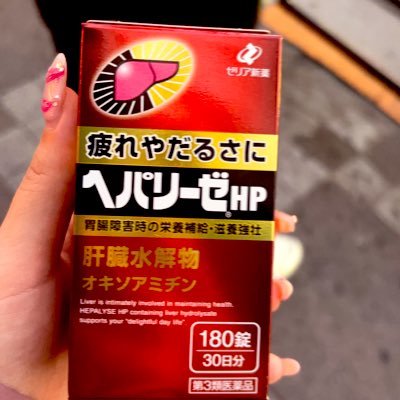 ゼリア新薬
疲れやだるさに
ヘパリーゼ®HP
胃腸障害時の栄養補給・滋養強壮
肝臓水解物
オキソアミヂン
Liver is intimately involved in maintaining health.
HEPALYSE HP containing liver hydrolysate
supports your "delightful day life"
180錠
30日分
第3類医薬品